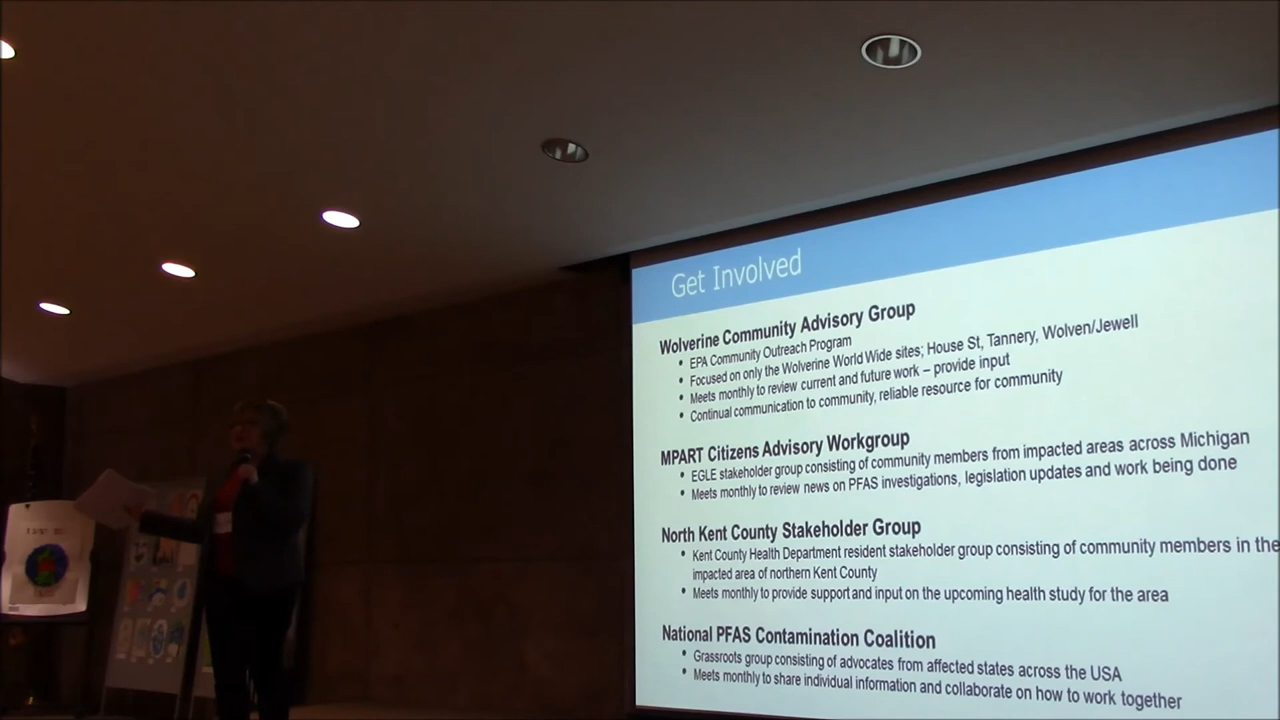 Get Involved
Wolverine Community Advisory Group
• EPA Community Outreach Program
• Focused on only the Wolverine World Wide sites; House St, Tannery, Wolven/Jewell
• Meets monthly to review current and future work – provide input
• Continual communication to community, reliable resource for community
MPART Citizens Advisory Workgroup
• EGLE stakeholder group consisting of community members from impacted areas across Michigan
• Meets monthly to review news on PFAS investigations, legislation updates and work being done
North Kent County Stakeholder Group
• Kent County Health Department resident stakeholder group consisting of community members in the
impacted area of northern Kent County
• Meets monthly to provide support and input on the upcoming health study for the area
National PFAS Contamination Coalition
• Grassroots group consisting of advocates from affected states across the USA
• Meets monthly to share individual information and collaborate on how to work together